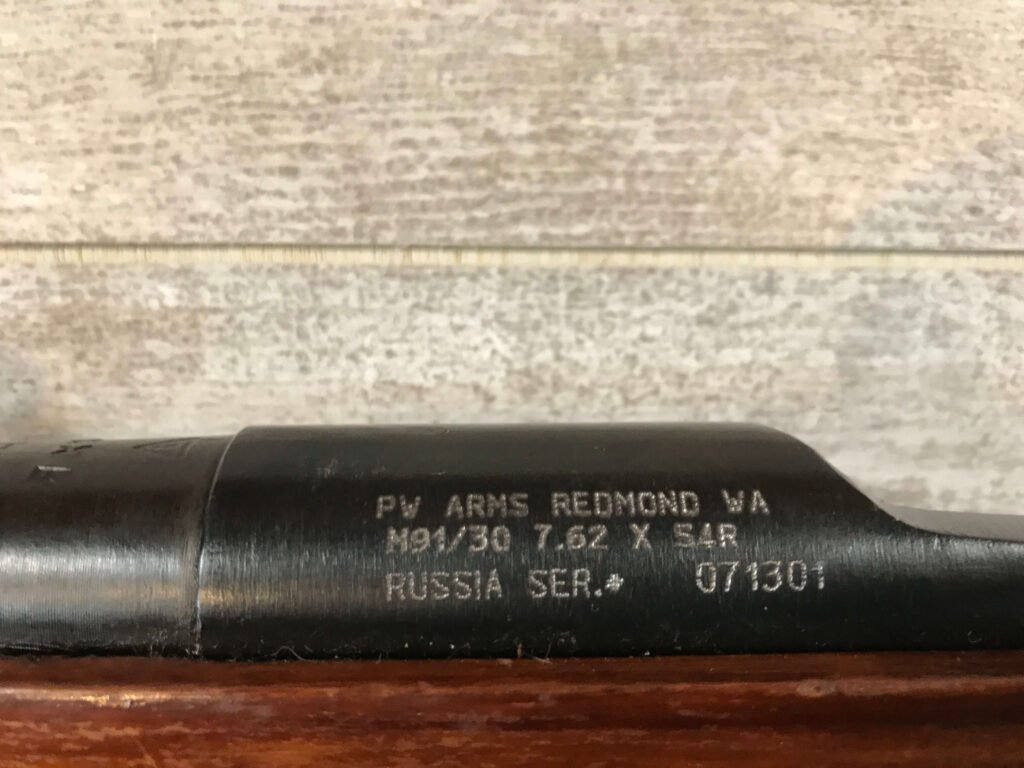 PW ARMS REDMOND WA
M91/30 7.62 X 54R
RUSSIA SER.# 071301